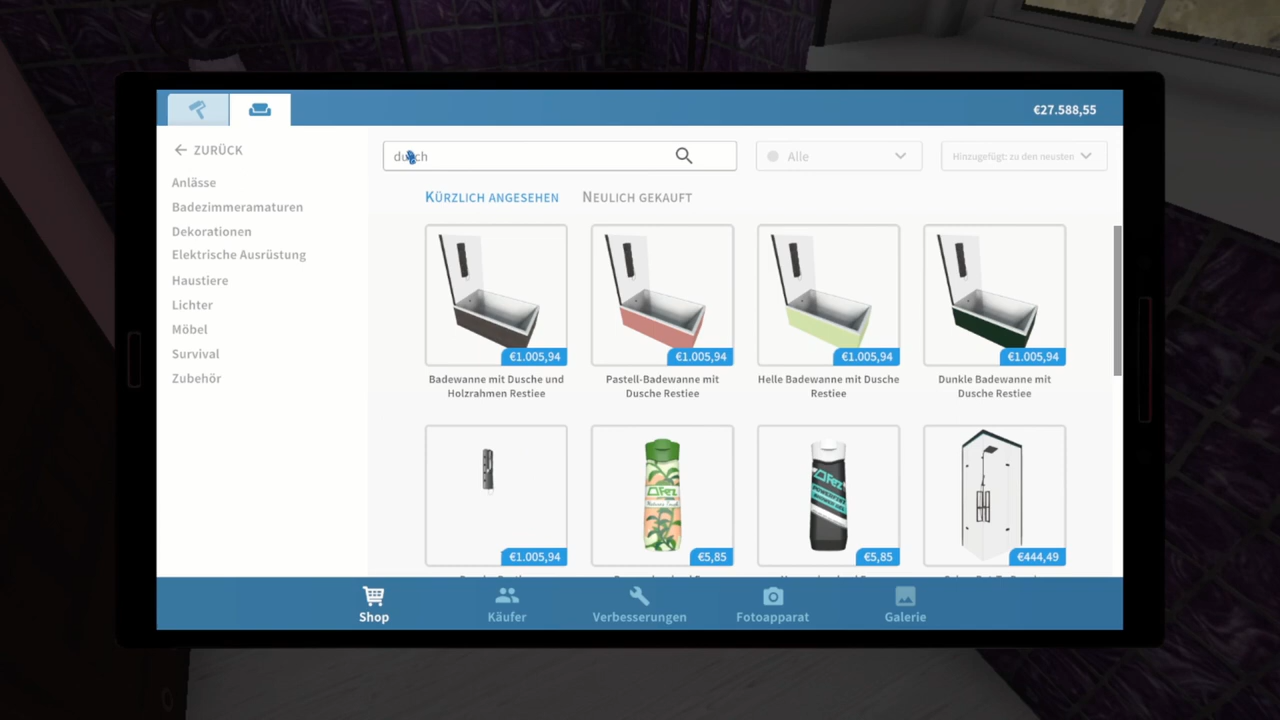 €27.588,55
ZURÜCK
dusch
Alle
Hinzugefügt: zu den neusten
Anlässe
Badezimmeramaturen
Dekorationen
Elektrische Ausrüstung
Haustiere
Lichter
Möbel
Survival
Zubehör
KÜRZLICH ANGESEHEN
NEULICH GEKAUFT
€1.005,94
€1.005,94
€1.005,94
€1.005,94
Badewanne mit Dusche und
Holzrahmen Restiee
Pastell-Badewanne mit
Dusche Restiee
Helle Badewanne mit Dusche
Restiee
Dunkle Badewanne mit
Dusche Restiee
Fez
Fez
€1.005,94
€5,85
€5,85
€444,49
Shop
Käufer
Verbesserungen
Fotoapparat
Galerie